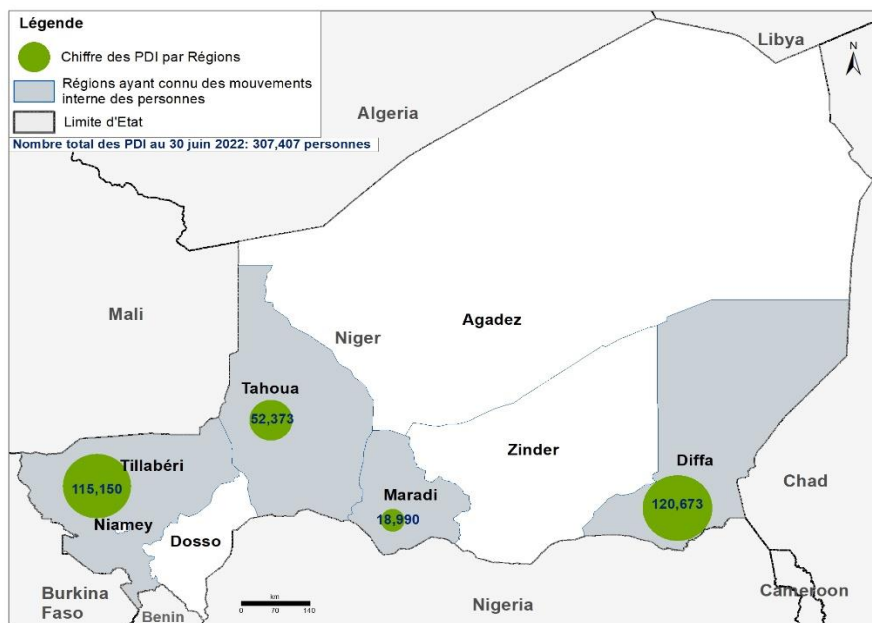 Légende
Chiffre des PDI par Régions
Régions ayant connu des mouvements
interne des personnes
Limite d'Etat
Nombre total des PDI au 30 juin 2022: 307,407 personnes
Libya
N
Algeria
Mali
Niger
Agadez
Tahoua
52,373
Zinder
Tillabéri
115,150
Niamey
Dosso
Maradi
18,990
Diffa
120,673
Chad
Burkina
Faso
Benin
km
0 70 140
Nigeria
Cameroon